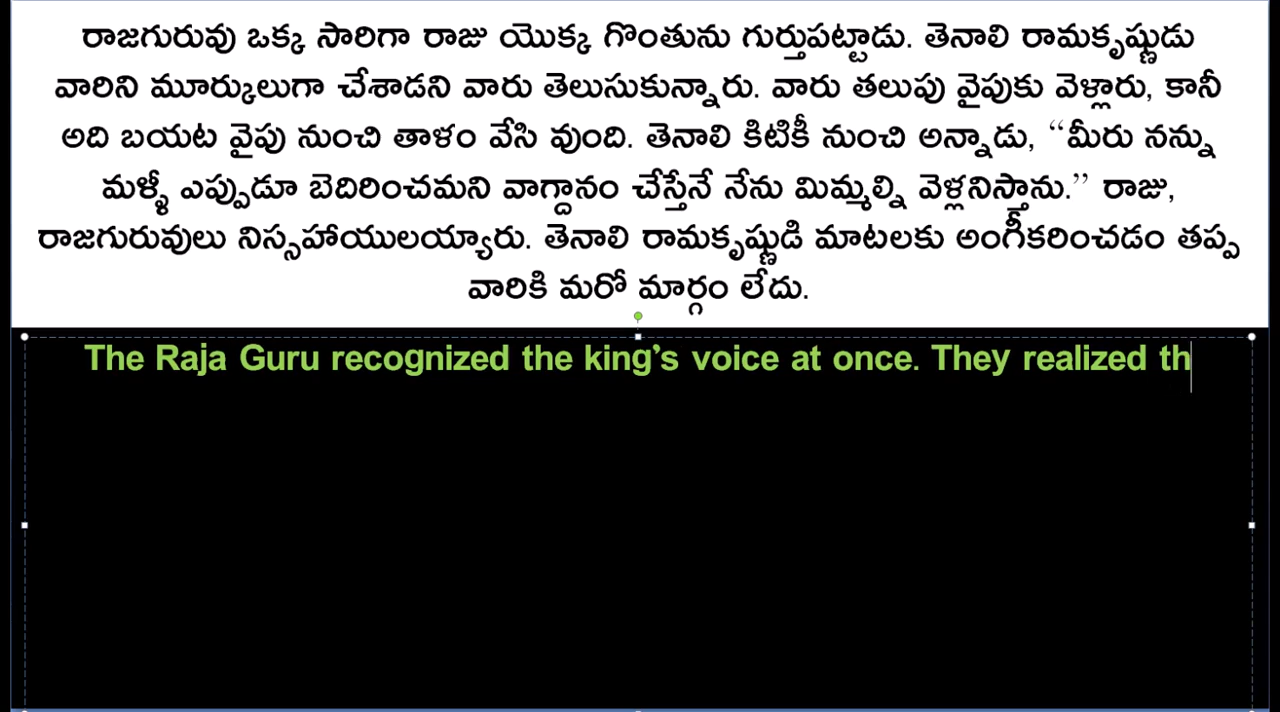 రాజగురువు ఒక్క సారిగా రాజు యొక్క గొంతును గుర్తుపట్టాడు. తెనాలి రామకృష్ణుడు
వారిని మూర్కులుగా చేశాడని వారు తెలుసుకున్నారు. వారు తలుపు వైపుకు వెళ్లారు, కానీ
అది బయట వైపు నుంచి తాళం వేసి వుంది. తెనాలి కిటికీ నుంచి అన్నాడు, “మీరు నన్ను
మళ్ళీ ఎప్పుడూ బెదిరించమని వాగ్దానం చేస్తేనే నేను మిమ్మల్ని వెళ్లనిస్తాను.” రాజు,
రాజగురువులు నిస్సహాయులయ్యారు. తెనాలి రామకృష్ణుడి మాటలకు అంగీకరించడం తప్ప
వారికి మరో మార్గం లేదు.
The Raja Guru recognized the king’s voice at once. They realized th